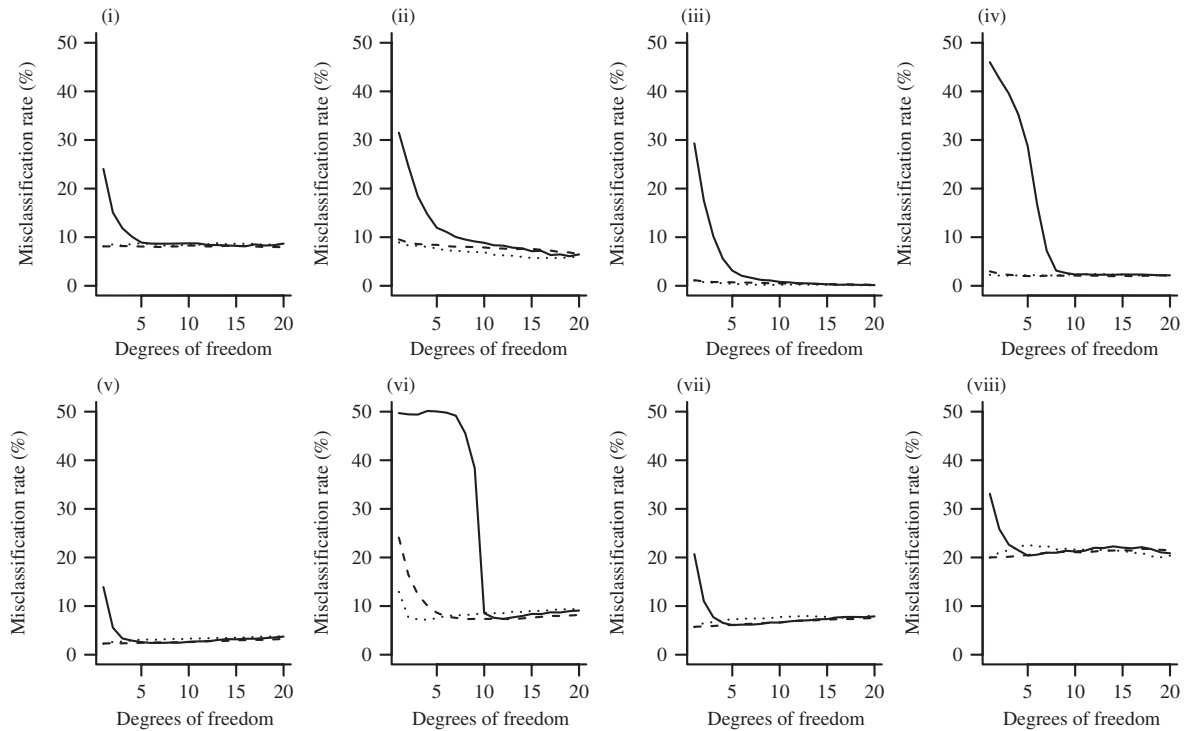 (i) (ii) (iii) (iv)
Misclassification rate (%) Misclassification rate (%) Misclassification rate (%) Misclassification rate (%)
50 50 50 50
40 40 40 40
30 30 30 30
20 20 20 20
10 10 10 10
0 0 0 0
5 10 15 20 5 10 15 20 5 10 15 20 5 10 15 20
Degrees of freedom Degrees of freedom Degrees of freedom Degrees of freedom
(v) (vi) (vii) (viii)
Misclassification rate (%) Misclassification rate (%) Misclassification rate (%) Misclassification rate (%)
50 50 50 50
40 40 40 40
30 30 30 30
20 20 20 20
10 10 10 10
0 0 0 0
5 10 15 20 5 10 15 20 5 10 15 20 5 10 15 20
Degrees of freedom Degrees of freedom Degrees of freedom Degrees of freedom